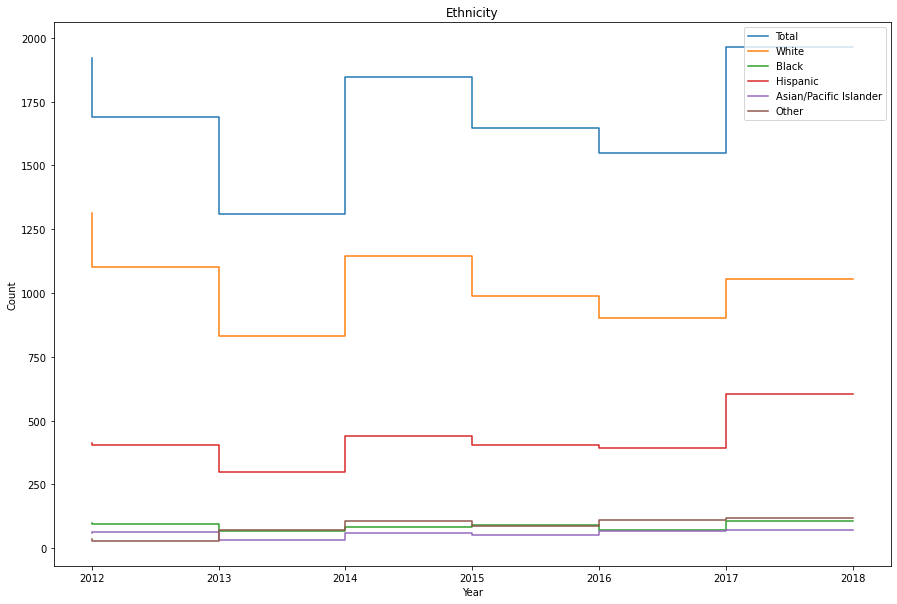 Ethnicity
Total
White
Black
Hispanic
Asian/Pacific Islander
Other
2000
1750
1500
1250
1000
750
500
250
0
Count
2012 2013 2014 2015 2016 2017 2018
Year